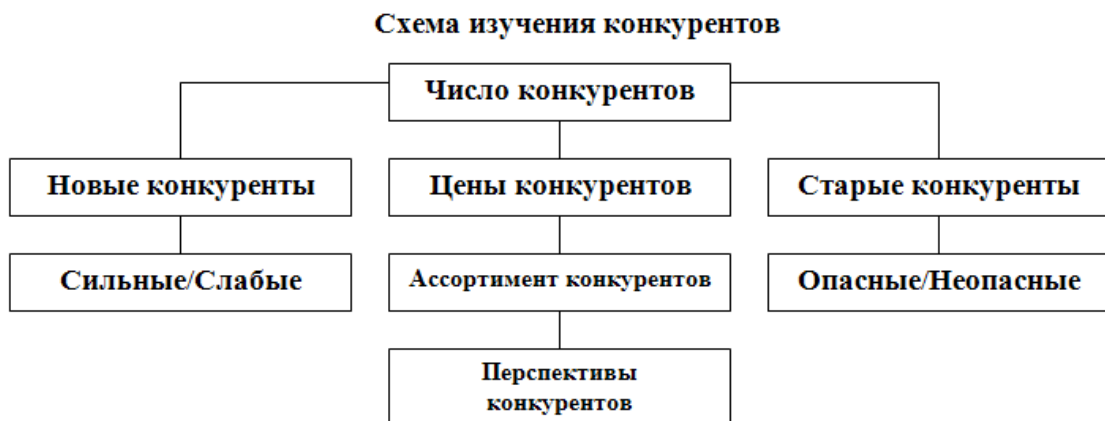 Схема изучения конкурентов
Число конкурентов
Новые конкуренты
Цены конкурентов
Старые конкуренты
Сильные/Слабые
Ассортимент конкурентов
Опасные/Неопасные
Перспективы
конкурентов